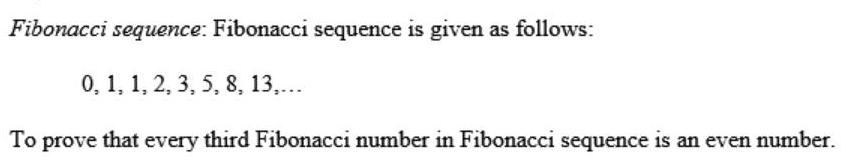 Fibonacci sequence: Fibonacci sequence is given as follows:
0, 1, 1, 2, 3, 5, 8, 13,…
To prove that every third Fibonacci number in Fibonacci sequence is an even number.